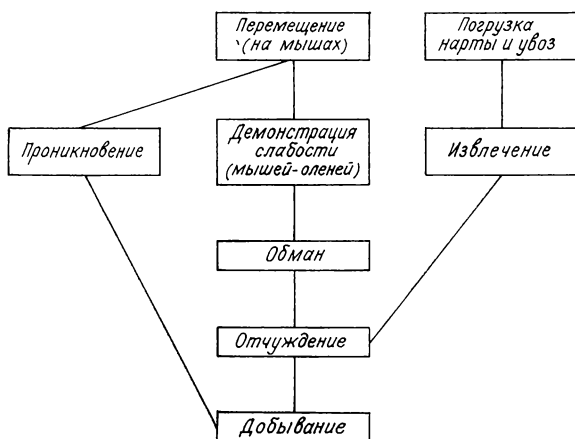 Перемещение
(на мышах)
Погрузка
нарты и увоз
Проникновение
Демонстрация
слабости
(мышей-оленей)
Извлечение
Обман
Отчуждение
Добывание